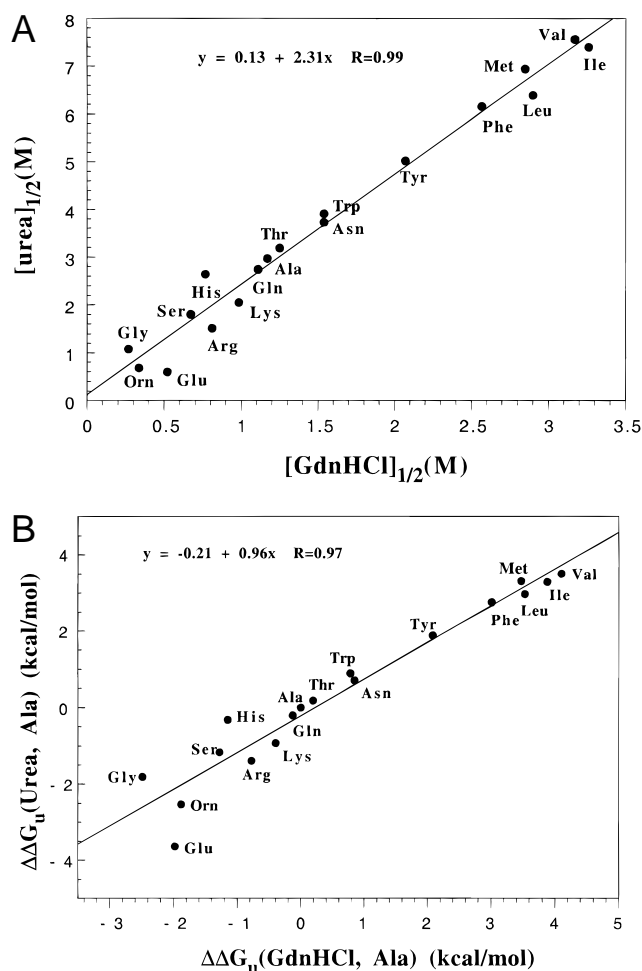 A
y = 0.13 + 2.31x R=0.99
[urea]1/2(M)
8
7
6
5
4
3
2
1
0
Val
Ile
Met
Leu
Phe
Tyr
Trp
Asn
Thr
Ala
Gln
His
Lys
Ser
Arg
Gly
Orn
Glu
0 0.5 1 1.5 2 2.5 3 3.5
[GdnHCl]1/2(M)
B
y = -0.21 + 0.96x R=0.97
ΔΔGu(Urea, Ala) (kcal/mol)
4
2
0
- 2
- 4
Met
Val
Ile
Leu
Phe
Tyr
Trp
Asn
Thr
Ala
Gln
His
Lys
Ser
Arg
Gly
Orn
Glu
- 3 - 2 - 1 0 1 2 3 4 5
ΔΔGu(GdnHCl, Ala) (kcal/mol)